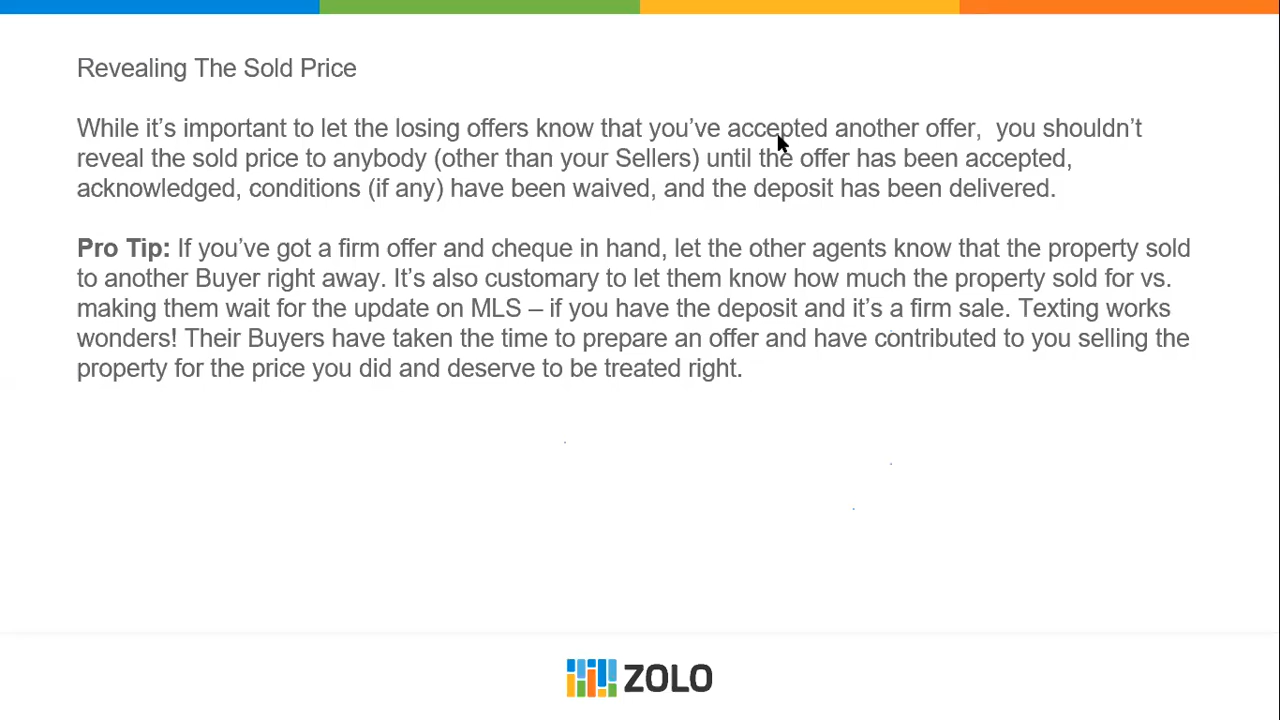 Revealing The Sold Price
While it’s important to let the losing offers know that you’ve accepted another offer,  you shouldn’t
reveal the sold price to anybody (other than your Sellers) until the offer has been accepted,
acknowledged, conditions (if any) have been waived, and the deposit has been delivered.
Pro Tip: If you’ve got a firm offer and cheque in hand, let the other agents know that the property sold
to another Buyer right away. It’s also customary to let them know how much the property sold for vs.
making them wait for the update on MLS – if you have the deposit and it’s a firm sale. Texting works
wonders! Their Buyers have taken the time to prepare an offer and have contributed to you selling the
property for the price you did and deserve to be treated right.
ZOLO